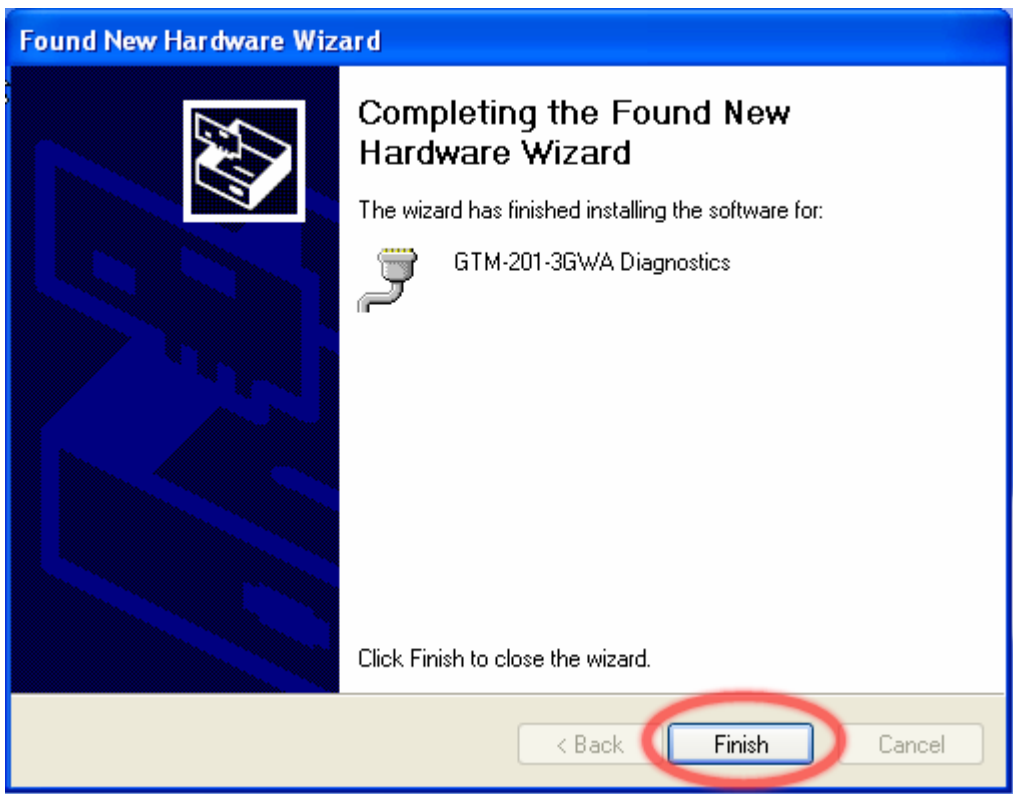 Found New Hardware Wizard
Completing the Found New
Hardware Wizard
The wizard has finished installing the software for:
GTM-201-3GWA Diagnostics
Click Finish to close the wizard.
< Back
Finish
Cancel